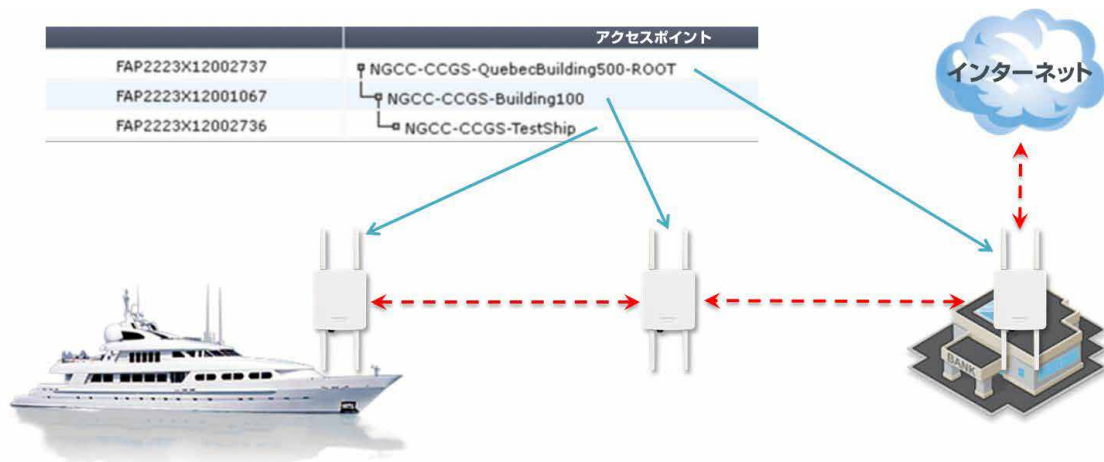 アクセスポイント
FAP2223X12002737 NGCC-CCGS-QuebecBuilding500-ROOT
FAP2223X12001067 NGCC-CCGS-Building100
FAP2223X12002736 NGCC-CCGS-TestShip
インターネット
BANK